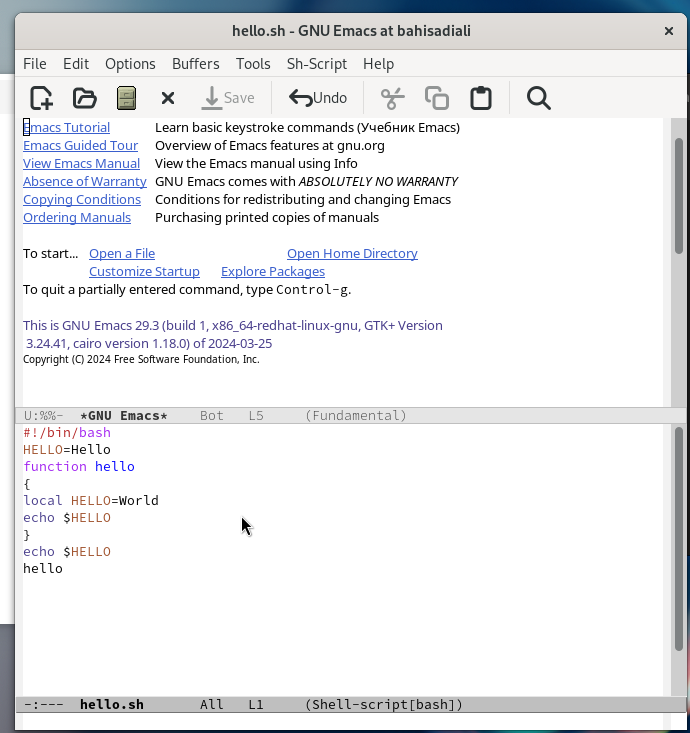 hello.sh - GNU Emacs at bahisadiali
File Edit Options Buffers Tools Sh-Script Help
Save Undo
Emacs Tutorial Learn basic keystroke commands (Учебник Emacs)
Emacs Guided Tour Overview of Emacs features at gnu.org
View Emacs Manual View the Emacs manual using Info
Absence of Warranty GNU Emacs comes with ABSOLUTELY NO WARRANTY
Copying Conditions Conditions for redistributing and changing Emacs
Ordering Manuals Purchasing printed copies of manuals
To start... Open a File Open Home Directory
Customize Startup Explore Packages
To quit a partially entered command, type Control-g.
This is GNU Emacs 29.3 (build 1, x86_64-redhat-linux-gnu, GTK+ Version
3.24.41, cairo version 1.18.0) of 2024-03-25
Copyright (C) 2024 Free Software Foundation, Inc.
U:%%- *GNU Emacs* Bot L5 (Fundamental)
#!/bin/bash
HELLO=Hello
function hello
{
local HELLO=World
echo $HELLO
}
echo $HELLO
hello
-:--- hello.sh All L1 (Shell-script[bash])